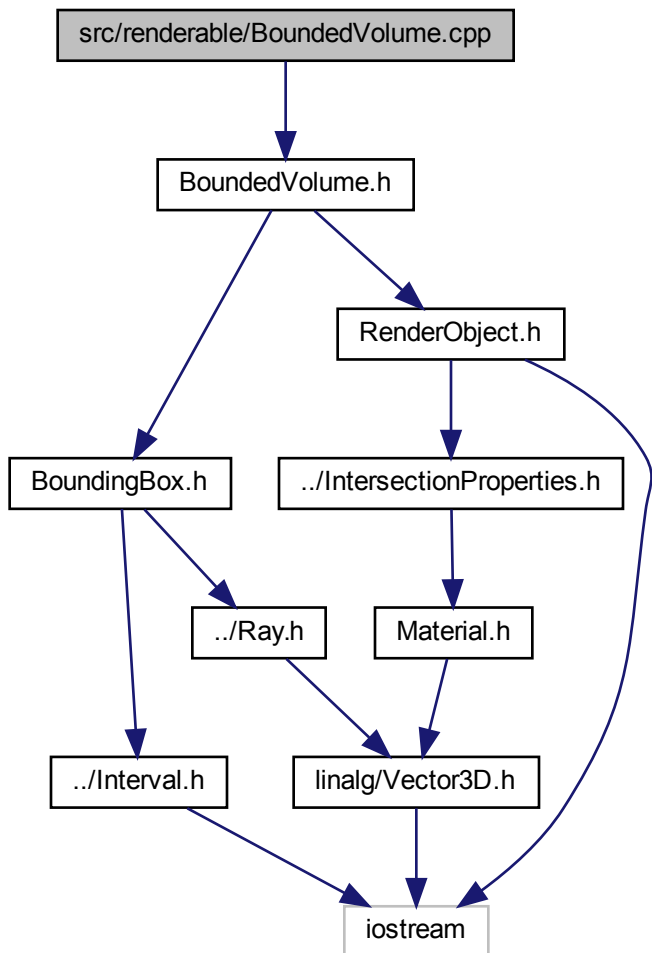 src/renderable/BoundedVolume.cpp
BoundedVolume.h
RenderObject.h
BoundingBox.h
../IntersectionProperties.h
../Ray.h
Material.h
../Interval.h
linalg/Vector3D.h
iostream